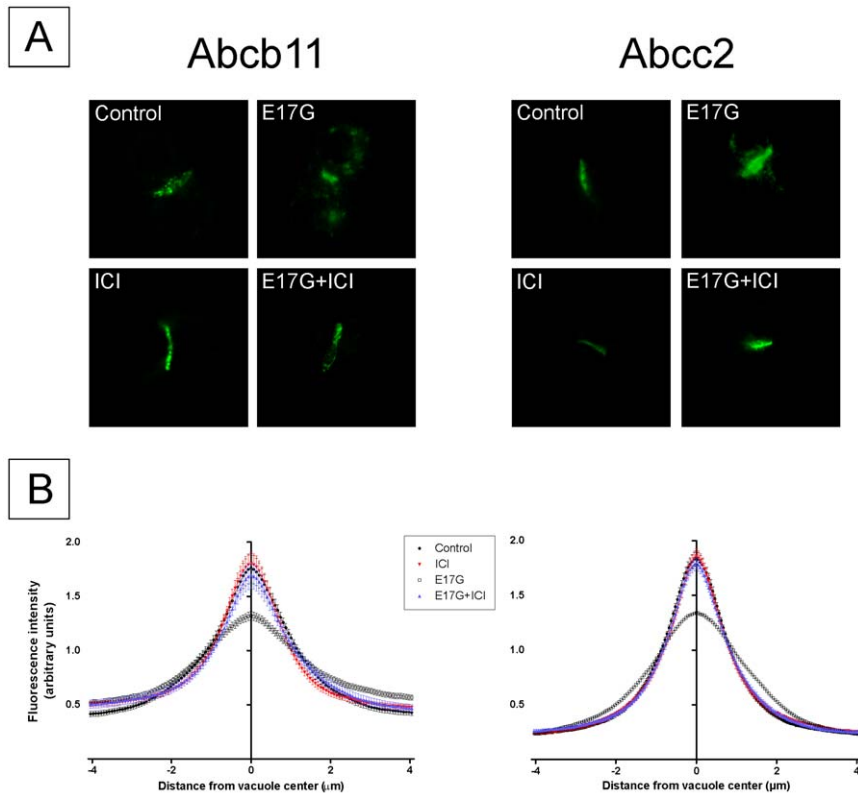 A
Abcb11
Abcc2
Control
E17G
Control
E17G
ICI
E17G+ICI
ICI
E17G+ICI
B
Fluorescence intensity
(arbitrary units)
2.0
1.5
1.0
0.5
-4
-2
0
2
4
Distance from vacuole center (μm)
Control
ICI
E17G
E17G+ICI
2.0
1.5
1.0
0.5
-4
-2
0
2
4
Distance from vacuole center (µm)